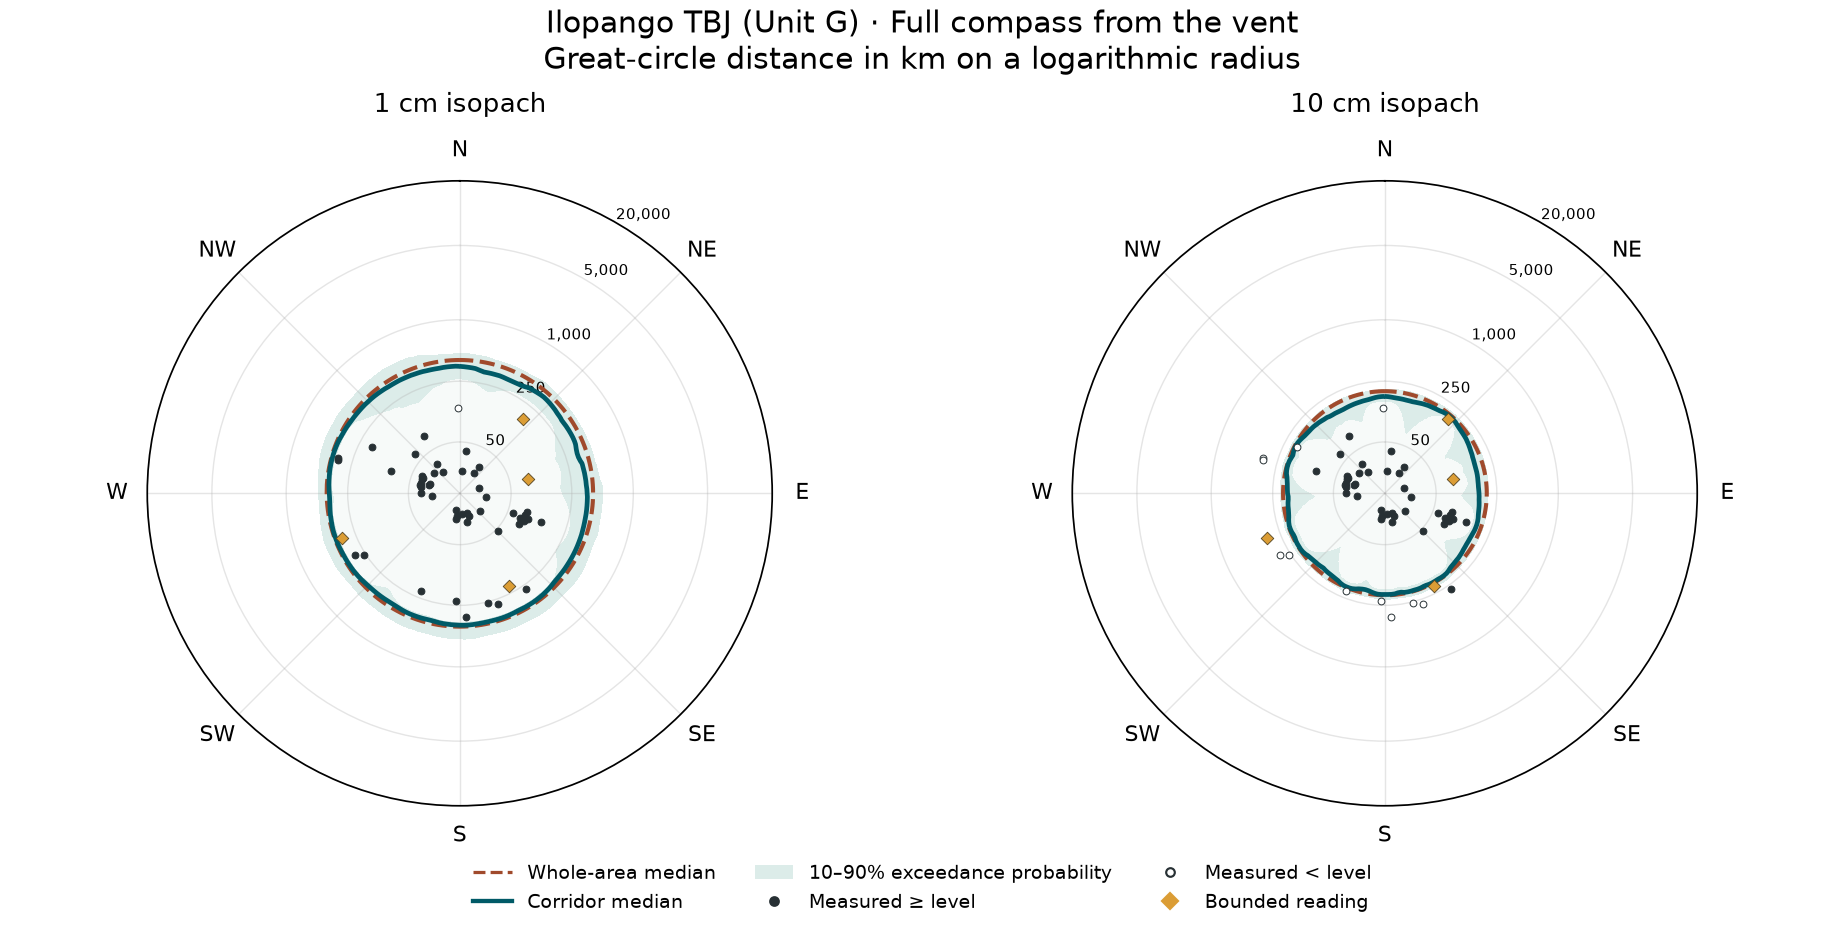 Ilopango TBJ (Unit G) · Full compass from the vent
Great-circle distance in km on a logarithmic radius
1 cm isopach
N
NE
E
SE
S
SW
W
NW
20,000
5,000
1,000
250
50
10 cm isopach
N
NE
E
SE
S
SW
W
NW
20,000
5,000
1,000
250
50
Whole-area median
Corridor median
10–90% exceedance probability
Measured ≥ level
Measured < level
Bounded reading